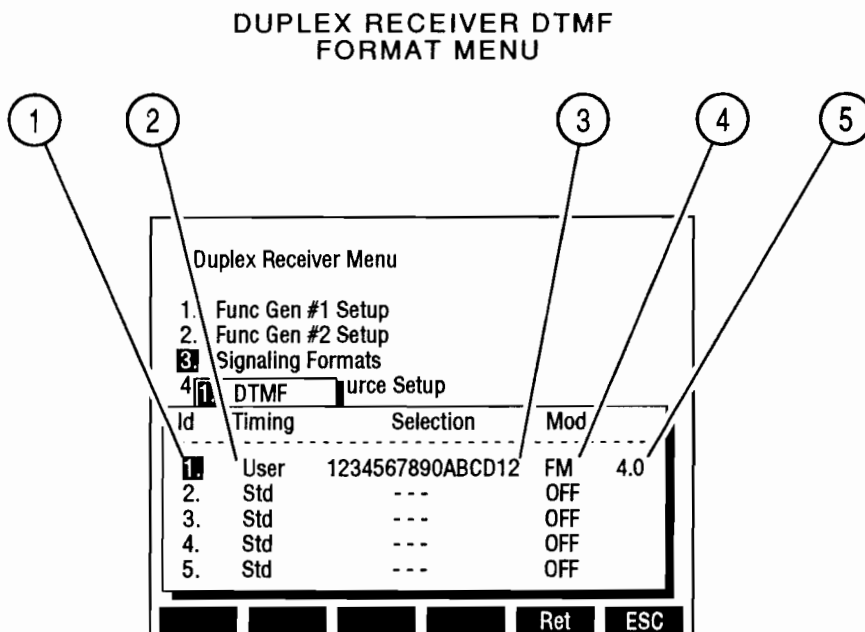 DUPLEX RECEIVER DTMF
FORMAT MENU
1 2 3 4 5
Duplex Receiver Menu
1. Func Gen #1 Setup
2. Func Gen #2 Setup
3. Signaling Formats
4 urce Setup
1. DTMF
Id Timing Selection Mod
1. User 1234567890ABCD12 FM 4.0
2. Std - - - OFF
3. Std - - - OFF
4. Std - - - OFF
5. Std - - - OFF
Ret ESC